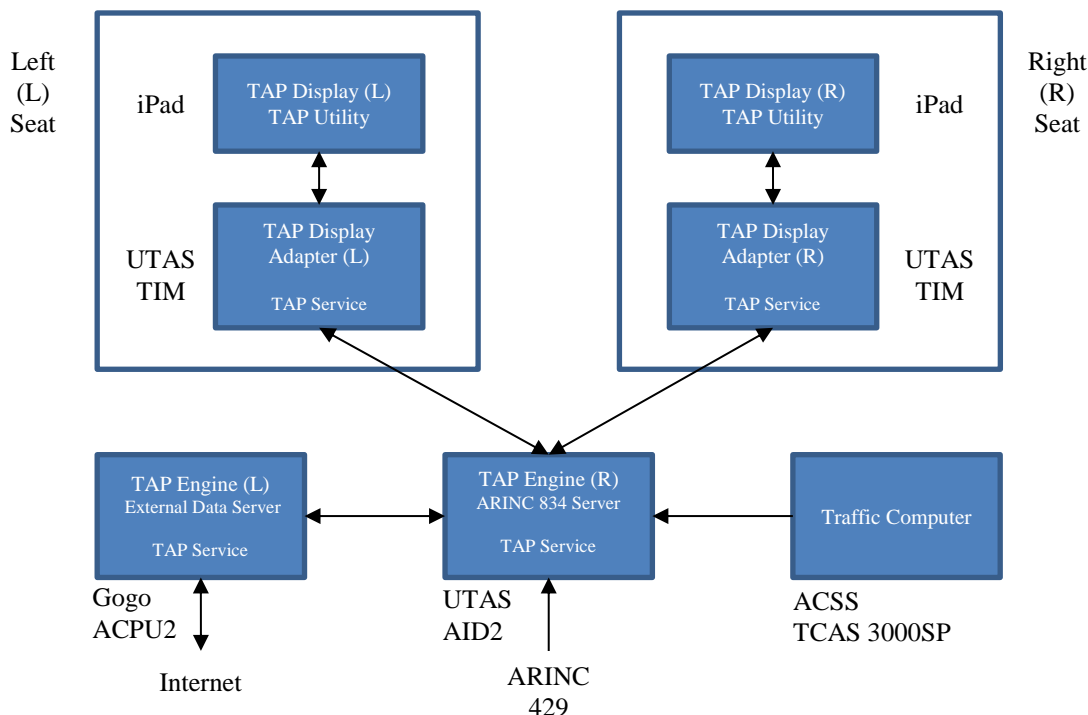 Left
(L)
Seat
iPad
TAP Display (L)
TAP Utility
TAP Display (R)
TAP Utility
iPad
Right
(R)
Seat
UTAS
TIM
TAP Display
Adapter (L)
TAP Service
TAP Display
Adapter (R)
TAP Service
UTAS
TIM
TAP Engine (L)
External Data Server
TAP Service
TAP Engine (R)
ARINC 834 Server
TAP Service
Traffic Computer
Gogo
ACPU2
UTAS
AID2
ACSS
TCAS 3000SP
Internet
ARINC
429